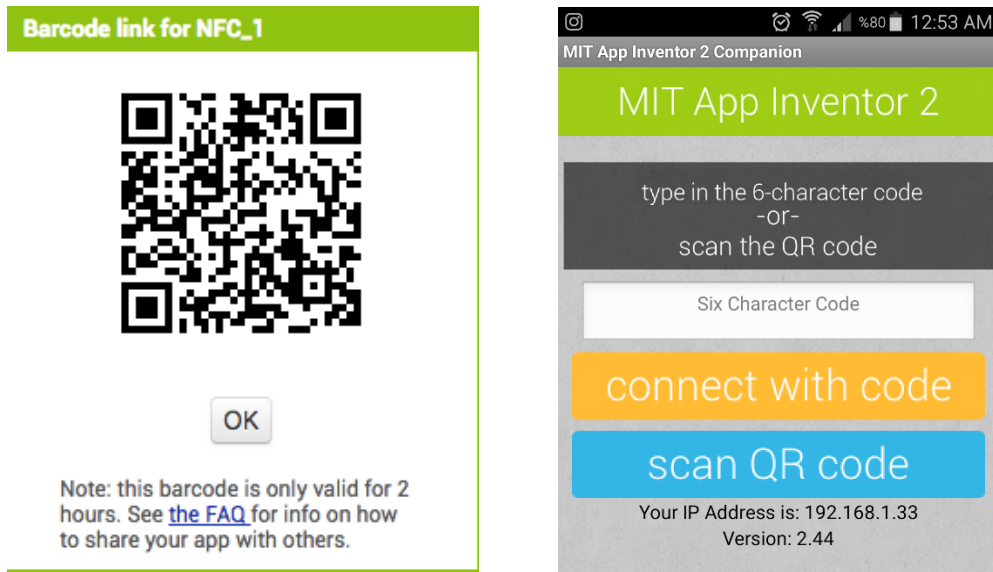 Barcode link for NFC_1
OK
Note: this barcode is only valid for 2
hours. See the FAQ for info on how
to share your app with others.
%80 12:53 AM
MIT App Inventor 2 Companion
MIT App Inventor 2
type in the 6-character code
-or-
scan the QR code
Six Character Code
connect with code
scan QR code
Your IP Address is: 192.168.1.33
Version: 2.44